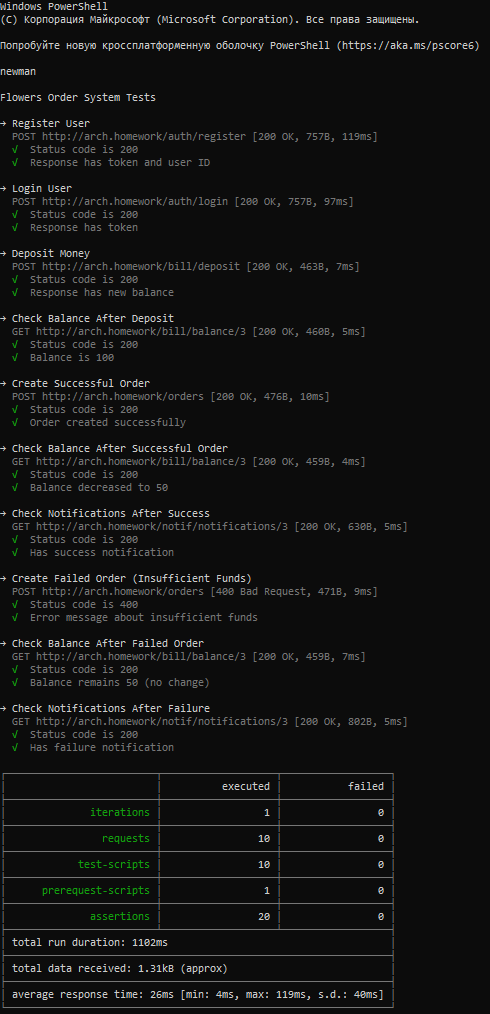 Windows PowerShell
(C) Корпорация Майкрософт (Microsoft Corporation). Все права защищены.
Попробуйте новую кроссплатформенную оболочку PowerShell (https://aka.ms/pscore6)
newman
Flowers Order System Tests
→ Register User
POST http://arch.homework/auth/register [200 OK, 757B, 119ms]
√ Status code is 200
√ Response has token and user ID
→ Login User
POST http://arch.homework/auth/login [200 OK, 757B, 97ms]
√ Status code is 200
√ Response has token
→ Deposit Money
POST http://arch.homework/bill/deposit [200 OK, 463B, 7ms]
√ Status code is 200
√ Response has new balance
→ Check Balance After Deposit
GET http://arch.homework/bill/balance/3 [200 OK, 460B, 5ms]
√ Status code is 200
√ Balance is 100
→ Create Successful Order
POST http://arch.homework/orders [200 OK, 476B, 10ms]
√ Status code is 200
√ Order created successfully
→ Check Balance After Successful Order
GET http://arch.homework/bill/balance/3 [200 OK, 459B, 4ms]
√ Status code is 200
√ Balance decreased to 50
→ Check Notifications After Success
GET http://arch.homework/notif/notifications/3 [200 OK, 630B, 5ms]
√ Status code is 200
√ Has success notification
→ Create Failed Order (Insufficient Funds)
POST http://arch.homework/orders [400 Bad Request, 471B, 9ms]
√ Status code is 400
√ Error message about insufficient funds
→ Check Balance After Failed Order
GET http://arch.homework/bill/balance/3 [200 OK, 459B, 7ms]
√ Status code is 200
√ Balance remains 50 (no change)
→ Check Notifications After Failure
GET http://arch.homework/notif/notifications/3 [200 OK, 802B, 5ms]
√ Status code is 200
√ Has failure notification
executed failed
iterations 1 0
requests 10 0
test-scripts 10 0
prerequest-scripts 1 0
assertions 20 0
total run duration: 1102ms
total data received: 1.31kB (approx)
average response time: 26ms [min: 4ms, max: 119ms, s.d.: 40ms]